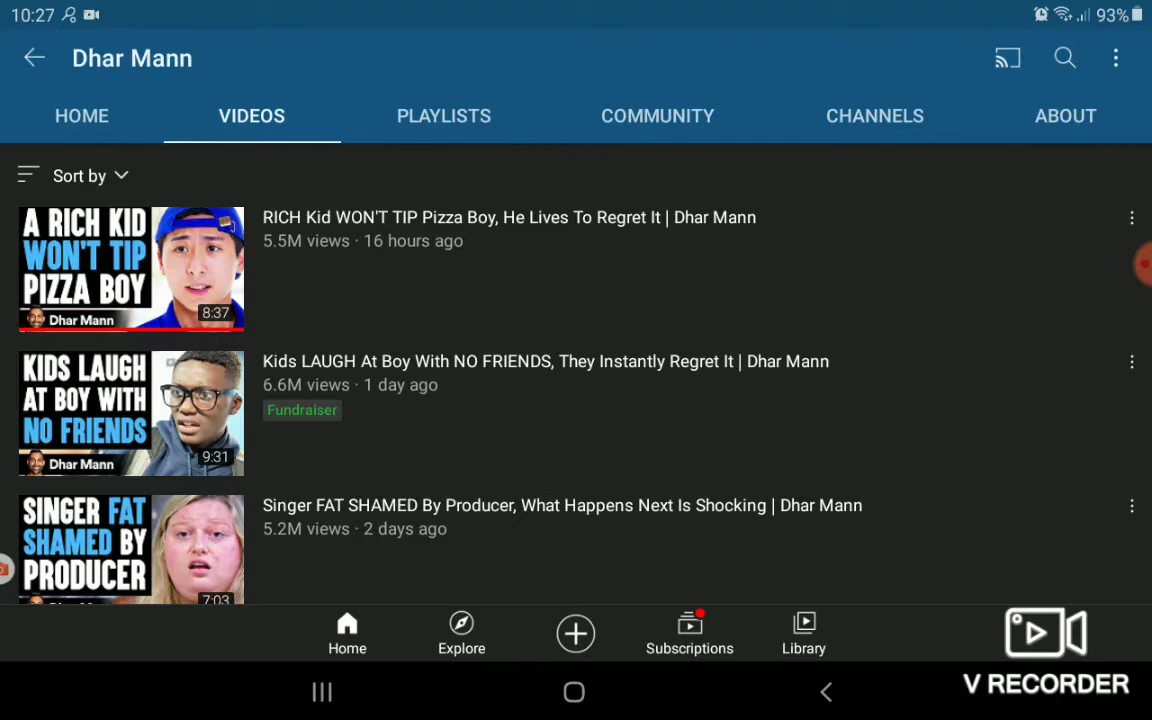 10:27
93%
Dhar Mann
HOME
VIDEOS
PLAYLISTS
COMMUNITY
CHANNELS
ABOUT
Sort by
A RICH KID
WON'T TIP
PIZZA BOY
Dhar Mann
8:37
RICH Kid WON'T TIP Pizza Boy, He Lives To Regret It | Dhar Mann
5.5M views · 16 hours ago
KIDS LAUGH
AT BOY WITH
NO FRIENDS
Dhar Mann
9:31
Kids LAUGH At Boy With NO FRIENDS, They Instantly Regret It | Dhar Mann
6.6M views · 1 day ago
Fundraiser
SINGER FAT
SHAMED BY
PRODUCER
7:03
Singer FAT SHAMED By Producer, What Happens Next Is Shocking | Dhar Mann
5.2M views · 2 days ago
Home
Explore
Subscriptions
Library
V RECORDER